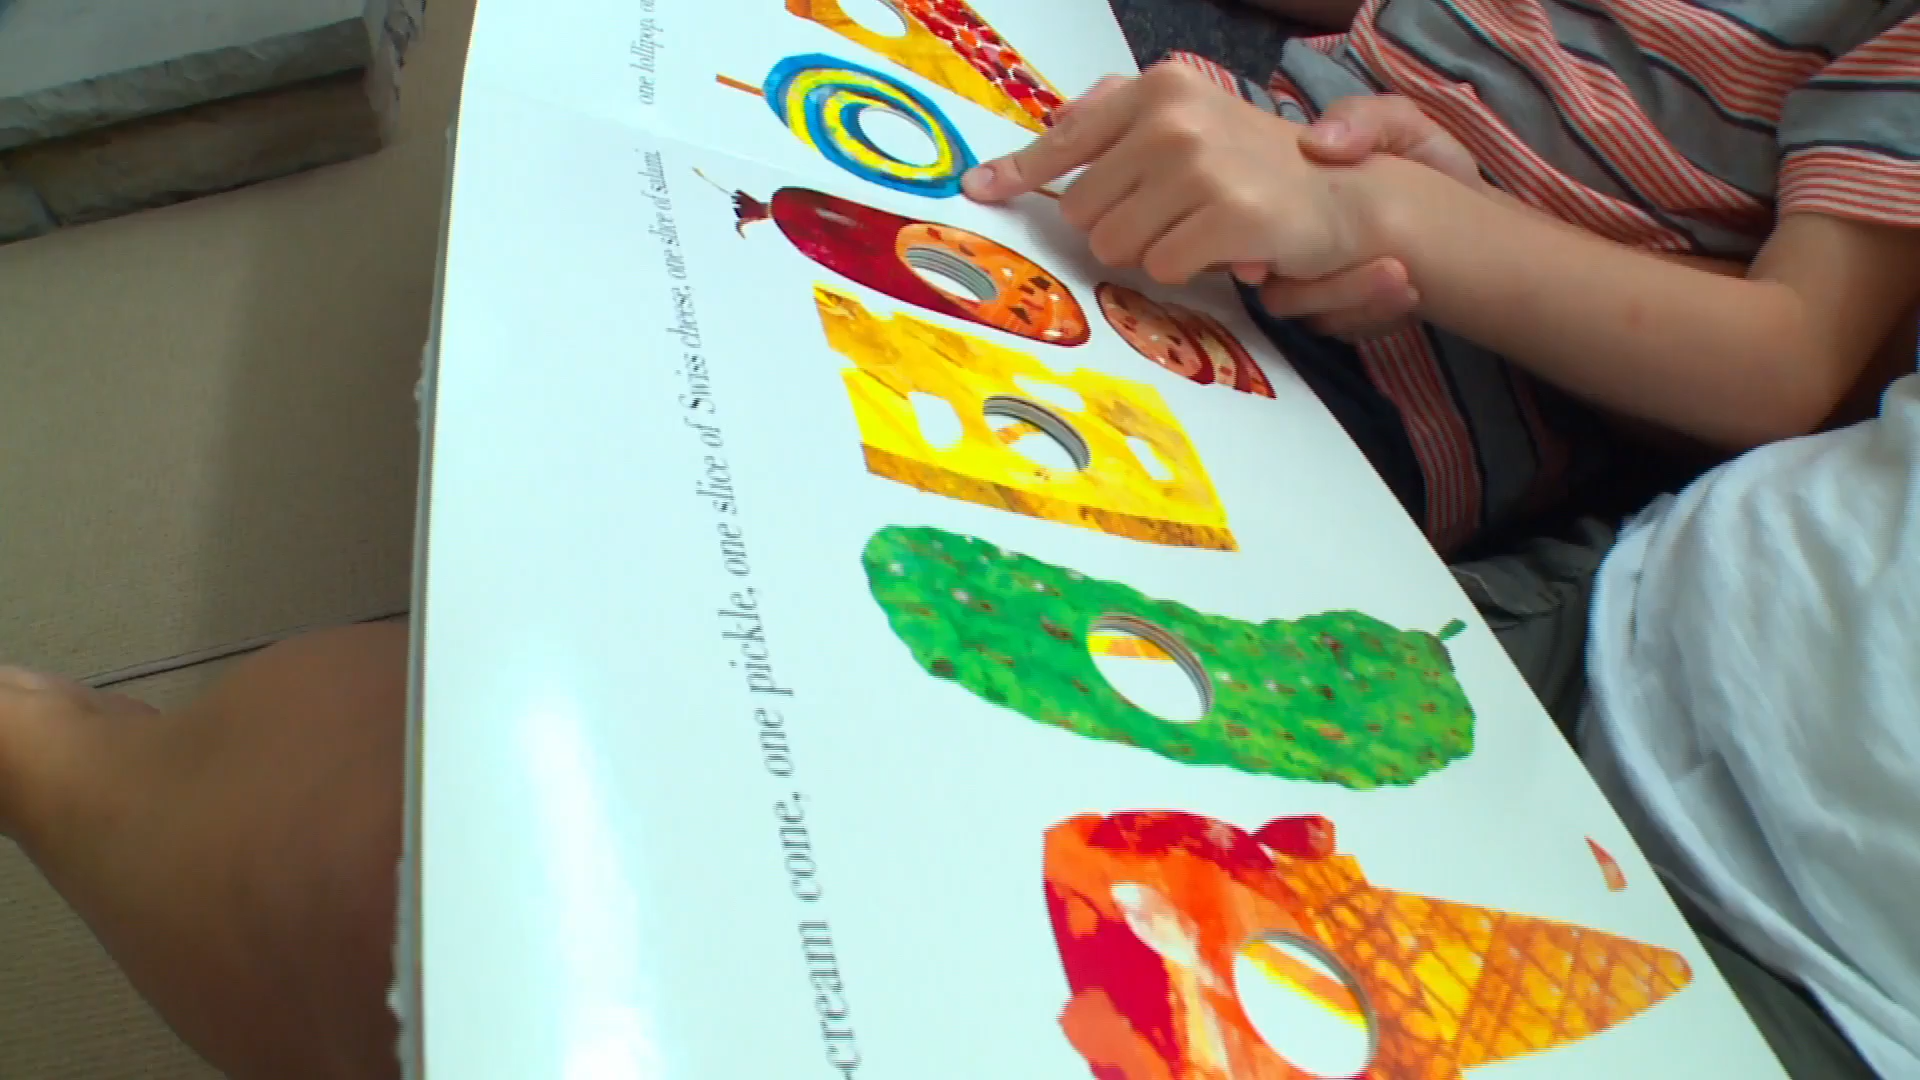 -cream cone, one pickle, one slice of Swiss cheese, one slice of salami
one lollipop,